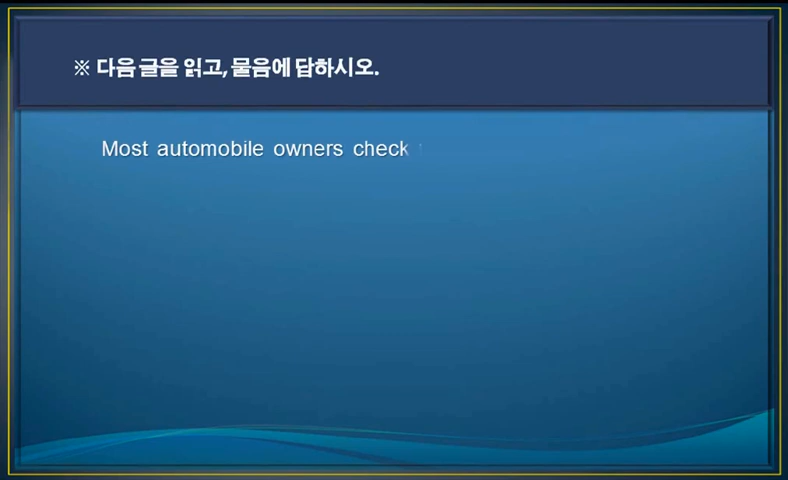 ※ 다음 글을 읽고, 물음에 답하시오.
Most automobile owners check